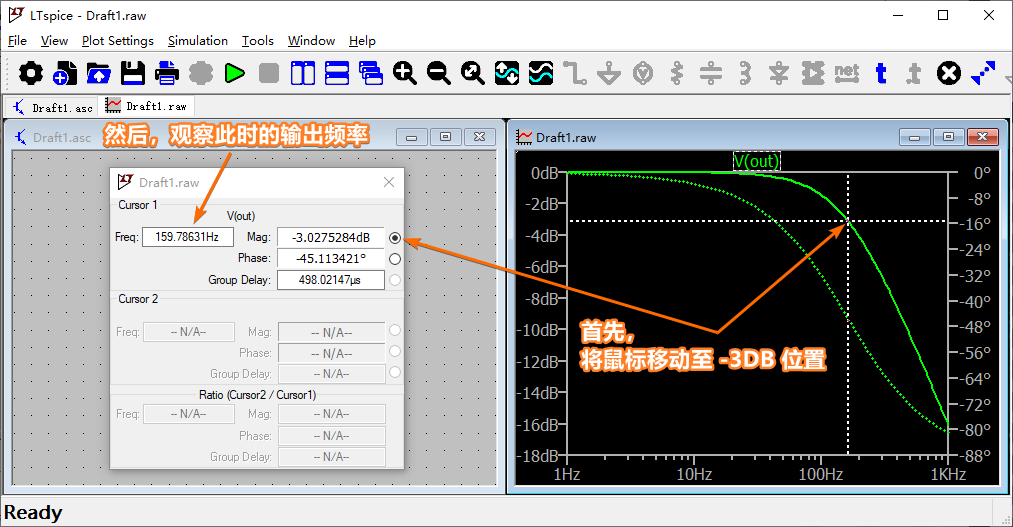 LTspice - Draft1.raw
File View Plot Settings Simulation Tools Window Help
Draft1.asc Draft1.raw
Draft1.asc
然后，观察此时的输出频率
Draft1.raw
Cursor 1
V(out)
Freq: 159.78631Hz Mag: -3.0275284dB
Phase: -45.113421°
Group Delay: 498.02147µs
Cursor 2
Freq: -- N/A-- Mag: -- N/A--
Phase: -- N/A--
Group Delay: -- N/A--
Ratio (Cursor2 / Cursor1)
Freq: -- N/A-- Mag: -- N/A--
Phase: -- N/A--
Group Delay: -- N/A--
Draft1.raw
V(out)
0dB 0°
-2dB -8°
-4dB -16°
-6dB -24°
-8dB -32°
-10dB -40°
-12dB -48°
-14dB -56°
-16dB -64°
-18dB -72°
-80°
-88°
首先，
将鼠标移动至 -3DB 位置
1Hz 10Hz 100Hz 1KHz
net
Ready